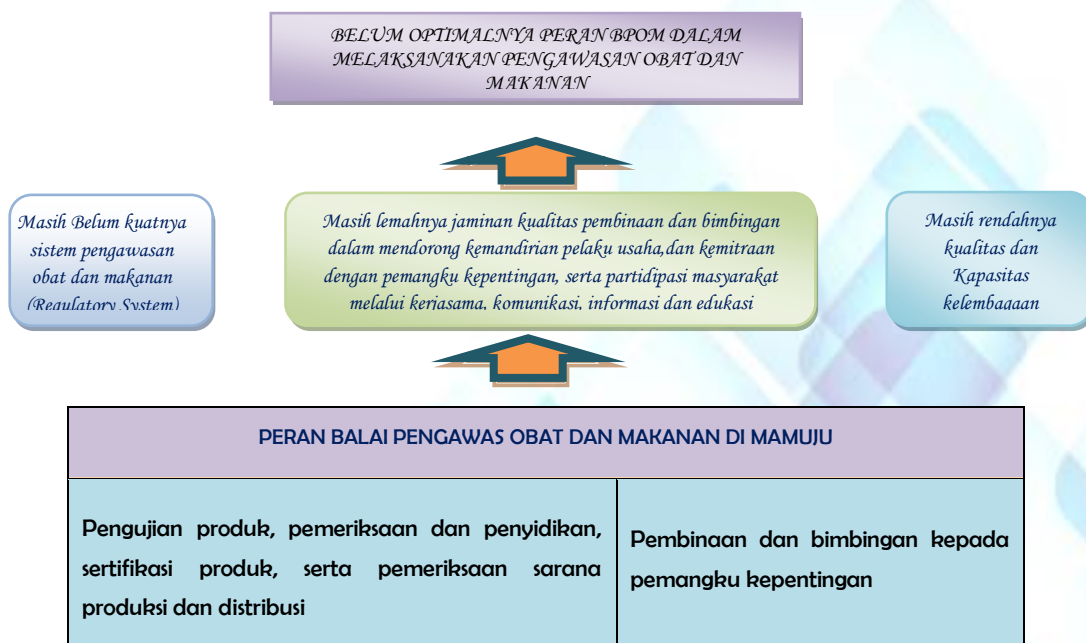 BELUM OPTIMALNYA PERAN BPOM DALAM
MELAKSANAKAN PENGAWASAN OBAT DAN
MAKANAN
Masih Belum kuatnya
sistem pengawasan
obat dan makanan
(Regulatory System)
Masih lemahnya jaminan kualitas pembinaan dan bimbingan
dalam mendorong kemandirian pelaku usaha,dan kemitraan
dengan pemangku kepentingan, serta partidipasi masyarakat
melalui kerjasama, komunikasi, informasi dan edukasi
Masih rendahnya
kualitas dan
Kapasitas
kelembagaan
PERAN BALAI PENGAWAS OBAT DAN MAKANAN DI MAMUJU
Pengujian produk, pemeriksaan dan penyidikan,
sertifikasi produk, serta pemeriksaan sarana
produksi dan distribusi
Pembinaan dan bimbingan kepada
pemangku kepentingan